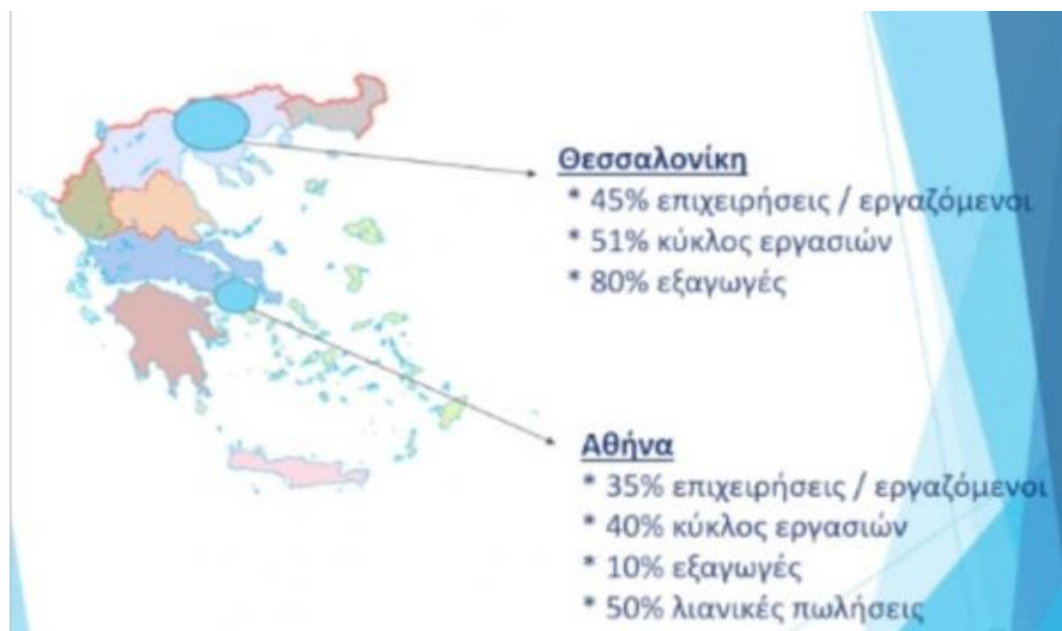 Θεσσαλονίκη
* 45% επιχειρήσεις / εργαζόμενοι
* 51% κύκλος εργασιών
* 80% εξαγωγές
Αθήνα
* 35% επιχειρήσεις / εργαζόμενοι
* 40% κύκλος εργασιών
* 10% εξαγωγές
* 50% λιανικές πωλήσεις